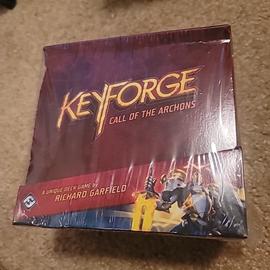 KEYFORGE
CALL OF THE ARCHONS
A UNIQUE DECK GAME BY
RICHARD GARFIELD